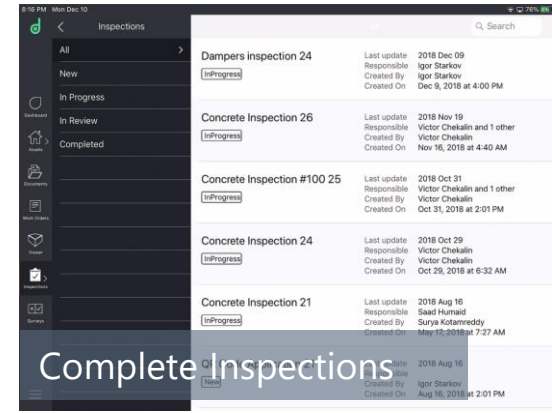 8:16 PM Mon Dec 10
76%
Inspections
Search
All
New
In Progress
In Review
Completed
Dashboard
Assets
Documents
Work Orders
Viewer
Inspections
Surveys
Dampers inspection 24
InProgress
Last update 2018 Dec 09
Responsible Igor Starkov
Created By Igor Starkov
Created On Dec 9, 2018 at 4:00 PM
Concrete Inspection 26
InProgress
Last update 2018 Nov 19
Responsible Victor Chekalin and 1 other
Created By Victor Chekalin
Created On Nov 16, 2018 at 4:40 AM
Concrete Inspection #100 25
InProgress
Last update 2018 Oct 31
Responsible Victor Chekalin and 1 other
Created By Victor Chekalin
Created On Oct 31, 2018 at 2:01 PM
Concrete Inspection 24
InProgress
Last update 2018 Oct 29
Responsible Victor Chekalin
Created By Victor Chekalin
Created On Oct 29, 2018 at 6:32 AM
Concrete Inspection 21
InProgress
Last update 2018 Aug 16
Responsible Saad Humaid
Created By Surya Kotamreddy
Created On May 17, 2018 at 7:27 AM
Complete Inspections
21
New
2018 Aug 16
Created By Igor Starkov
Created On Aug 16, 2018 at 2:01 PM